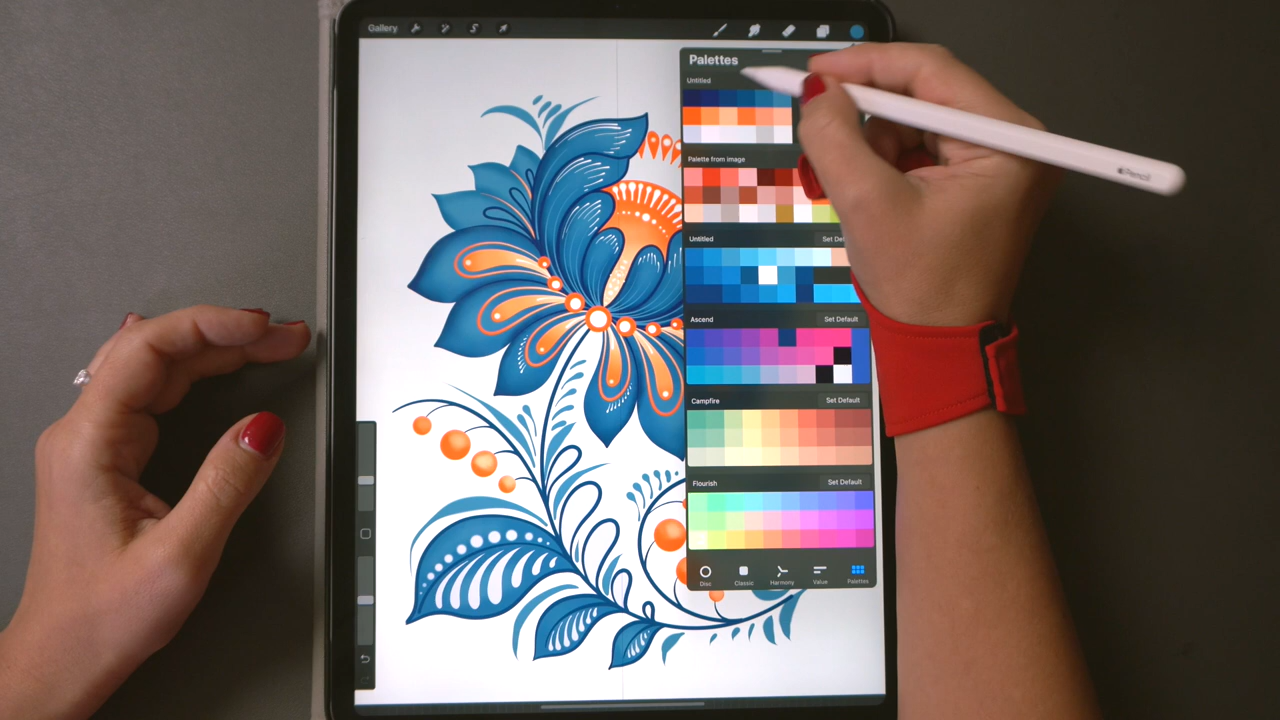 Gallery
Palettes
Untitled
Palette from image
Untitled
Ascend
Set Default
Campfire
Set Default
Flourish
Set Default
Disc
Classic
Harmony
Value
Palettes
Pencil